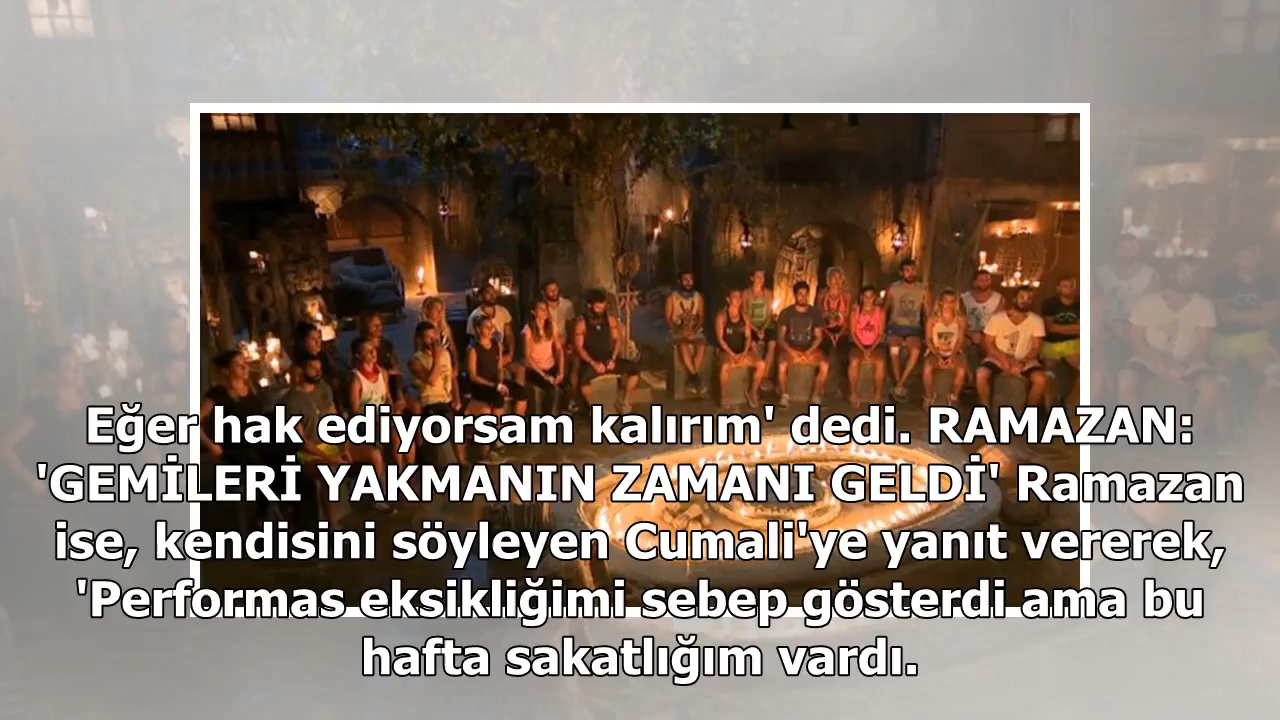 Eğer hak ediyorsam kalırım' dedi. RAMAZAN:
'GEMİLERİ YAKMANIN ZAMANI GELDİ' Ramazan
ise, kendisini söyleyen Cumali'ye yanıt vererek,
'Performas eksikliğimi sebep gösterdi ama bu
hafta sakatlığım vardı.